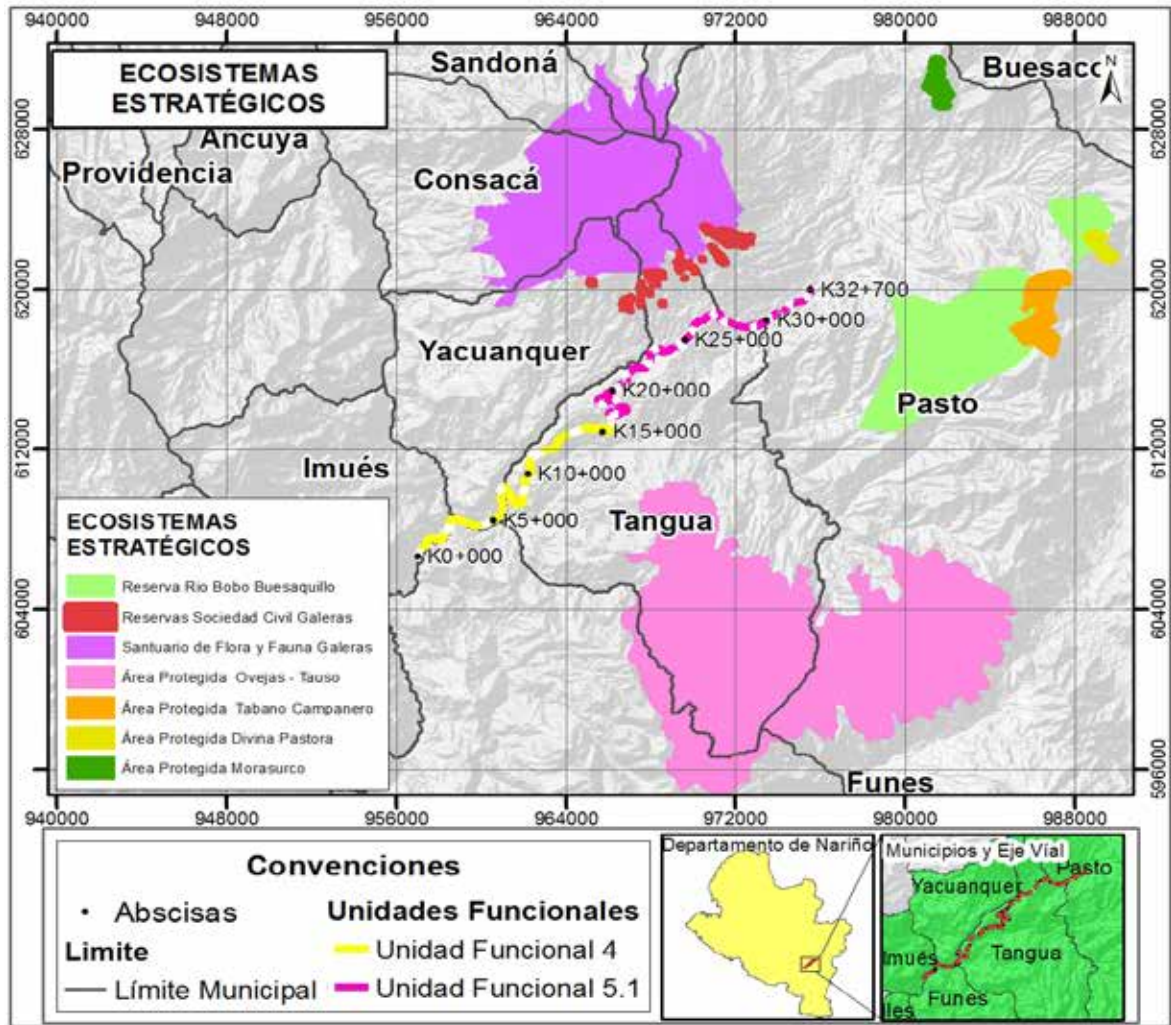 940000 948000 956000 964000 972000 980000 988000
ECOSISTEMAS
ESTRATÉGICOS
Sandoná
Buesaco
N
628000 628000
Ancuya
Providencia
Consacá
620000 620000
K32+700
K30+000
K25+000
Yacuanquer
K20+000
Pasto
K15+000
612000 612000
Imués
K10+000
Tangua
K5+000
K0+000
604000 604000
ECOSISTEMAS
ESTRATÉGICOS
Reserva Rio Bobo Buesaquillo
Reservas Sociedad Civil Galeras
Santuario de Flora y Fauna Galeras
Área Protegida Ovejas - Tauso
Área Protegida Tabano Campanero
Área Protegida Divina Pastora
Área Protegida Morasurco
Funes
596000
940000 948000 956000 964000 972000 980000 988000
Convenciones
Abscisas
Limite
Límite Municipal
Unidades Funcionales
Unidad Funcional 4
Unidad Funcional 5.1
Departamento de Nariño
Municipios y Eje Víal
Pasto
Yacuanquer
Tangua
Imués
Funes
lles